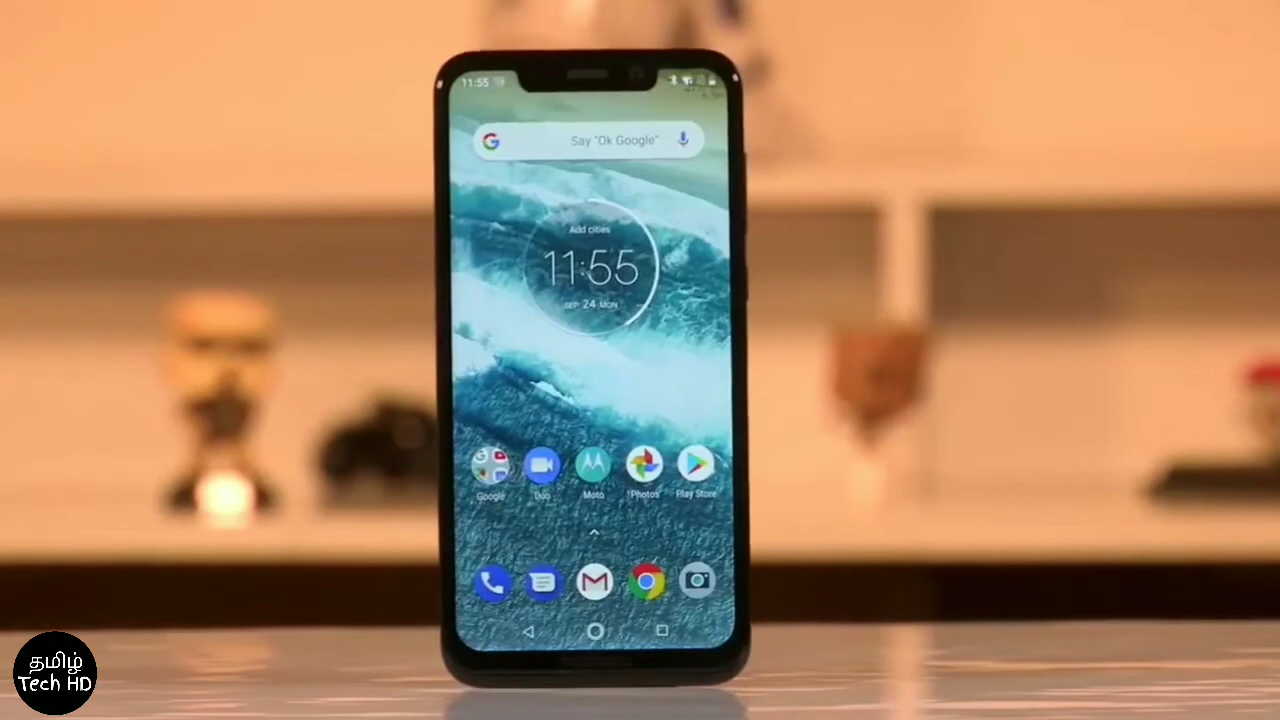 11:55
Say "Ok Google"
Add cities
11:55
SEP 24 MON
Google
Duo
Moto
Photos
Play Store
தமிழ்
Tech HD